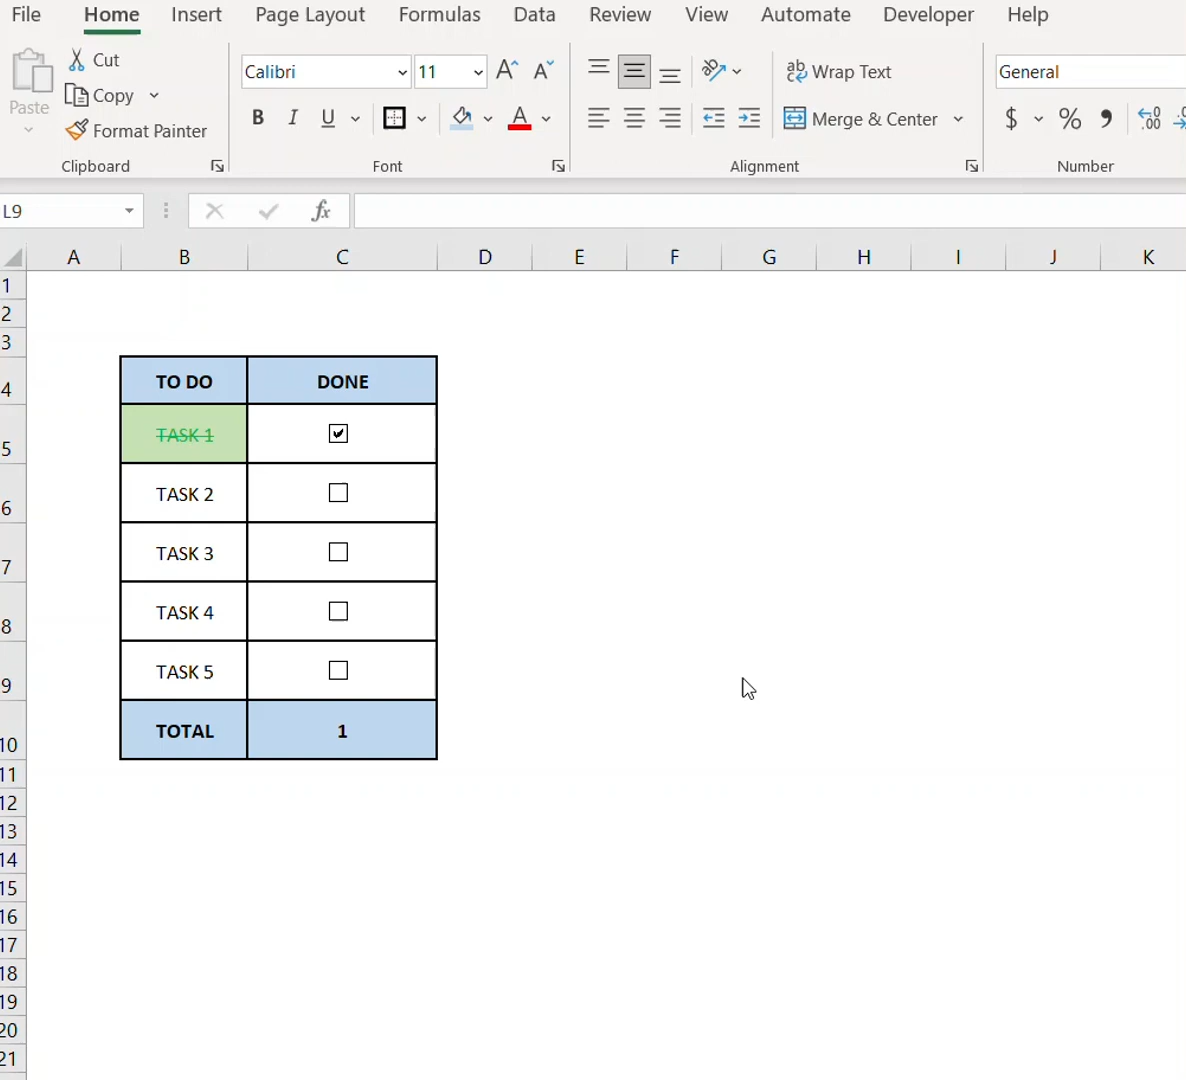 File Home Insert Page Layout Formulas Data Review View Automate Developer Help
Paste
Cut
Copy
Format Painter
Clipboard
Calibri 11 A A
B I U A
Font
ab Wrap Text
Merge & Center
Alignment
General
$ % , .00
Number
L9 fx
A B C D E F G H I J K
1
2
3
4 TO DO DONE
5 TASK 1
6 TASK 2
7 TASK 3
8 TASK 4
9 TASK 5
10 TOTAL 1
11
12
13
14
15
16
17
18
19
20
21